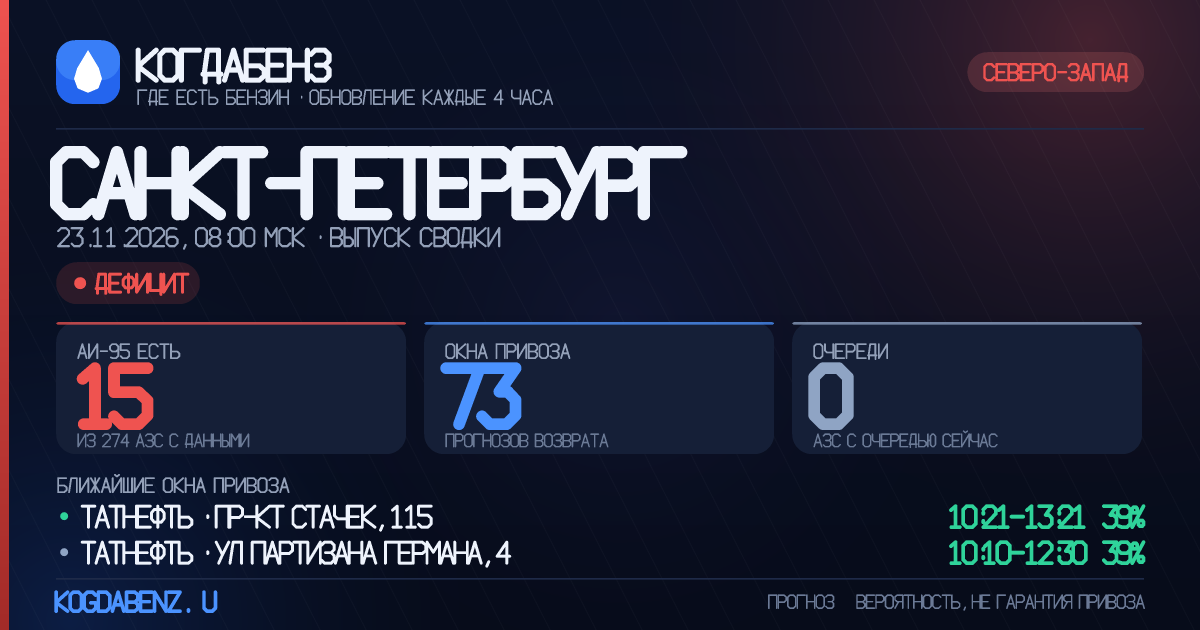 КОГДАБЕНЗ
ГДЕ ЕСТЬ БЕНЗИН · ОБНОВЛЕНИЕ КАЖДЫЕ 4 ЧАСА
СЕВЕРО-ЗАПАД
САНКТ-ПЕТЕРБУРГ
23.11 2026, 08:00 МСК · ВЫПУСК СВОДКИ
• ДЕФИЦИТ
АИ-95 ЕСТЬ
15
ИЗ 274 АЗС С ДАННЫМИ
ОКНА ПРИВОЗА
73
ПРОГНОЗОВ ВОЗВРАТА
ОЧЕРЕДИ
0
АЗС С ОЧЕРЕДЬЮ СЕЙЧАС
БЛИЖАЙШИЕ ОКНА ПРИВОЗА
• ТАТНЕФТЬ · ПР-КТ СТАЧЕК, 115 10:21-13:21 39%
• ТАТНЕФТЬ · УЛ ПАРТИЗАНА ГЕРМАНА, 4 10:10-12:30 39%
KOGDABENZ. U
ПРОГНОЗ ВЕРОЯТНОСТЬ, НЕ ГАРАНТИЯ ПРИВОЗА